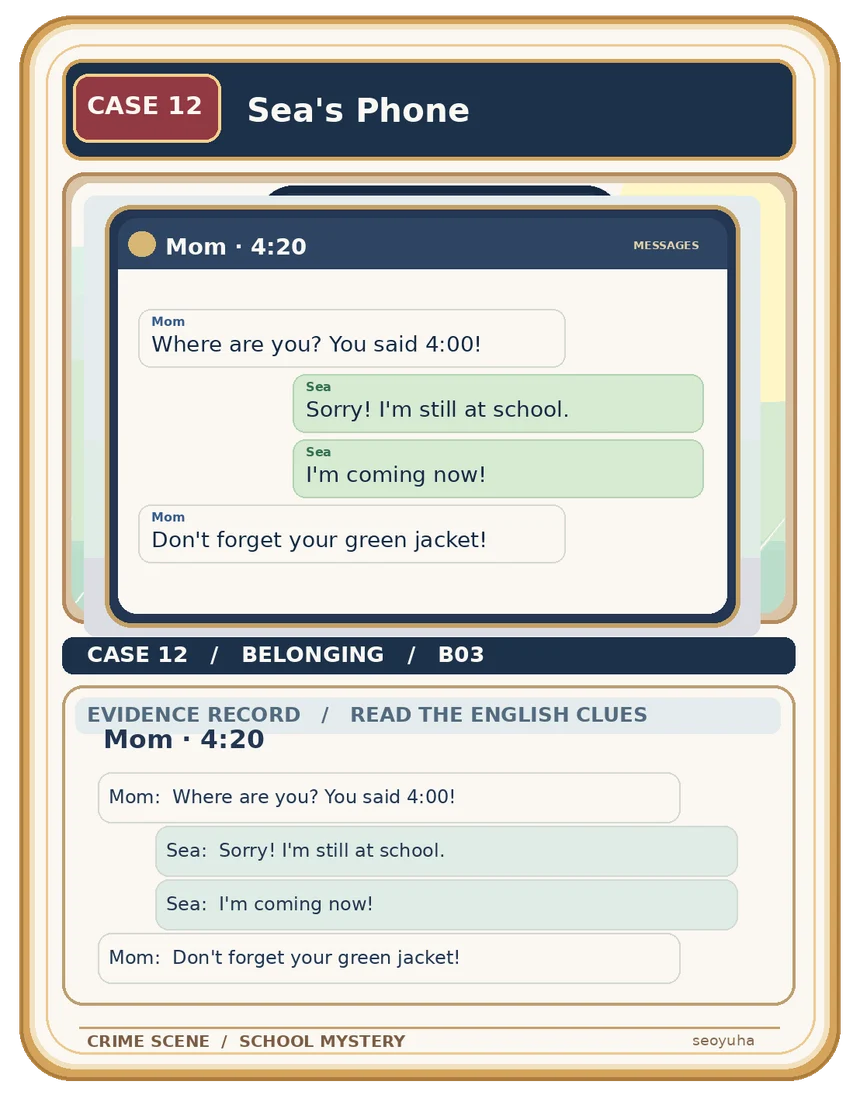 CASE 12
Sea's Phone
Mom · 4:20
MESSAGES
Mom
Where are you? You said 4:00!
Sea
Sorry! I'm still at school.
Sea
I'm coming now!
Mom
Don't forget your green jacket!
CASE 12 / BELONGING / B03
EVIDENCE RECORD / READ THE ENGLISH CLUES
Mom · 4:20
Mom: Where are you? You said 4:00!
Sea: Sorry! I'm still at school.
Sea: I'm coming now!
Mom: Don't forget your green jacket!
CRIME SCENE / SCHOOL MYSTERY
seoyuha